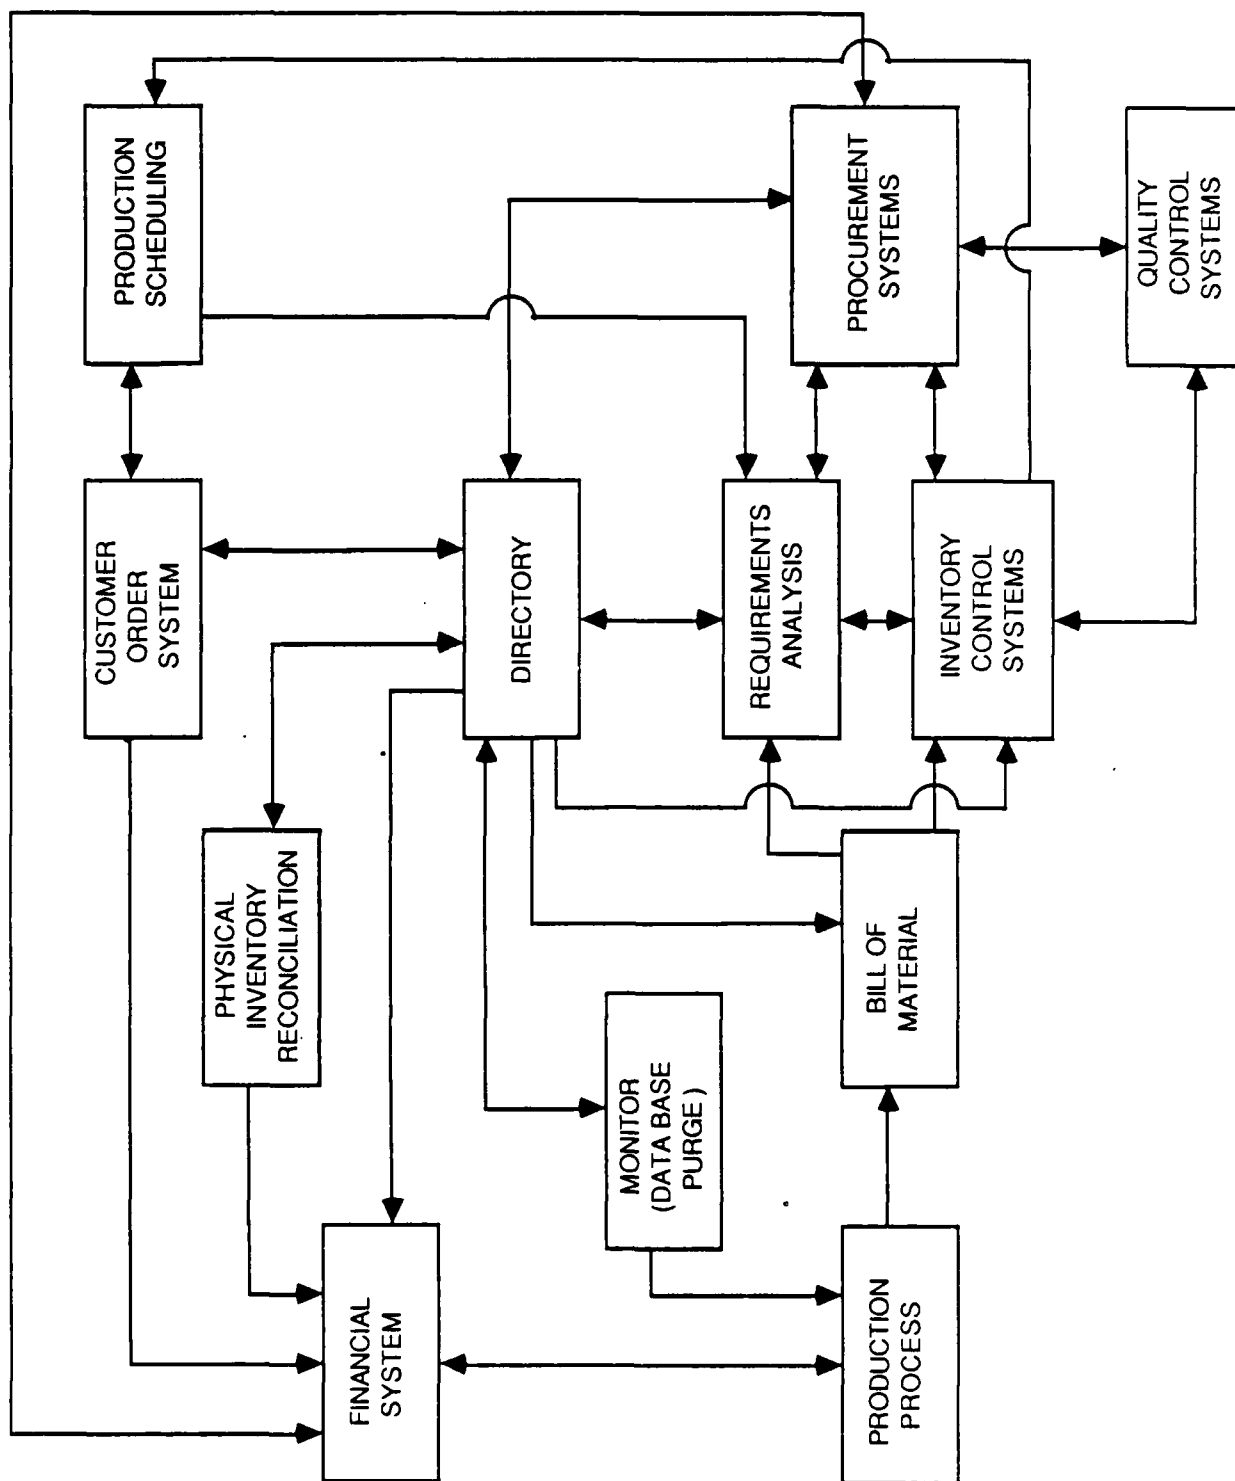 CUSTOMER
ORDER
SYSTEM
PRODUCTION
SCHEDULING
PHYSICAL
INVENTORY
RECONCILIATION
FINANCIAL
SYSTEM
DIRECTORY
MONITOR
(DATA BASE
PURGE )
REQUIREMENTS
ANALYSIS
PROCUREMENT
SYSTEMS
PRODUCTION
PROCESS
BILL OF
MATERIAL
INVENTORY
CONTROL
SYSTEMS
QUALITY
CONTROL
SYSTEMS